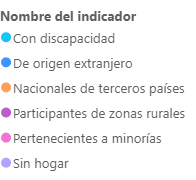 Nombre del indicador
Con discapacidad
De origen extranjero
Nacionales de terceros países
Participantes de zonas rurales
Pertenecientes a minorías
Sin hogar